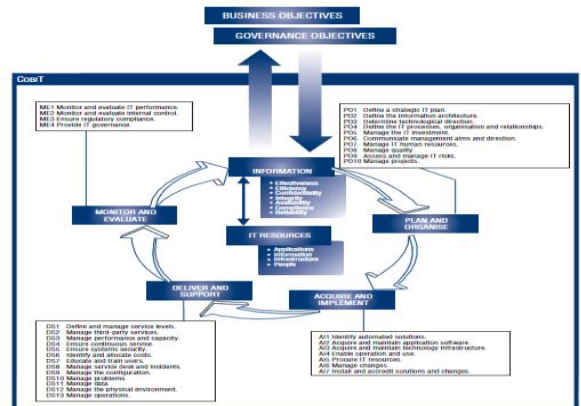 BUSINESS OBJECTIVES
GOVERNANCE OBJECTIVES
COBIT
ME1 Monitor and evaluate IT performance.
ME2 Monitor and evaluate internal control.
ME3 Ensure regulatory compliance.
ME4 Provide IT governance.
PO1 Define a strategic IT plan.
PO2 Define the information architecture.
PO3 Determine technological direction.
PO4 Define the IT processes, organisation and relationships.
PO5 Manage the IT investment.
PO6 Communicate management aims and direction.
PO7 Manage IT human resources.
PO8 Manage quality.
PO9 Assess and manage IT risks.
PO10 Manage projects.
INFORMATION
• Effectiveness
• Efficiency
• Confidentiality
• Integrity
• Availability
• Compliance
• Reliability
MONITOR AND
EVALUATE
PLAN AND
ORGANISE
IT RESOURCES
• Applications
• Information
• Infrastructure
• People
DELIVER AND
SUPPORT
ACQUIRE AND
IMPLEMENT
DS1 Define and manage service levels.
DS2 Manage third-party services.
DS3 Manage performance and capacity.
DS4 Ensure continuous service.
DS5 Ensure systems security.
DS6 Identify and allocate costs.
DS7 Educate and train users.
DS8 Manage service desk and incidents.
DS9 Manage the configuration.
DS10 Manage problems.
DS11 Manage data.
DS12 Manage the physical environment.
DS13 Manage operations.
AI1 Identify automated solutions.
AI2 Acquire and maintain application software.
AI3 Acquire and maintain technology infrastructure.
AI4 Enable operation and use.
AI5 Procure IT resources.
AI6 Manage changes.
AI7 Install and accredit solutions and changes.